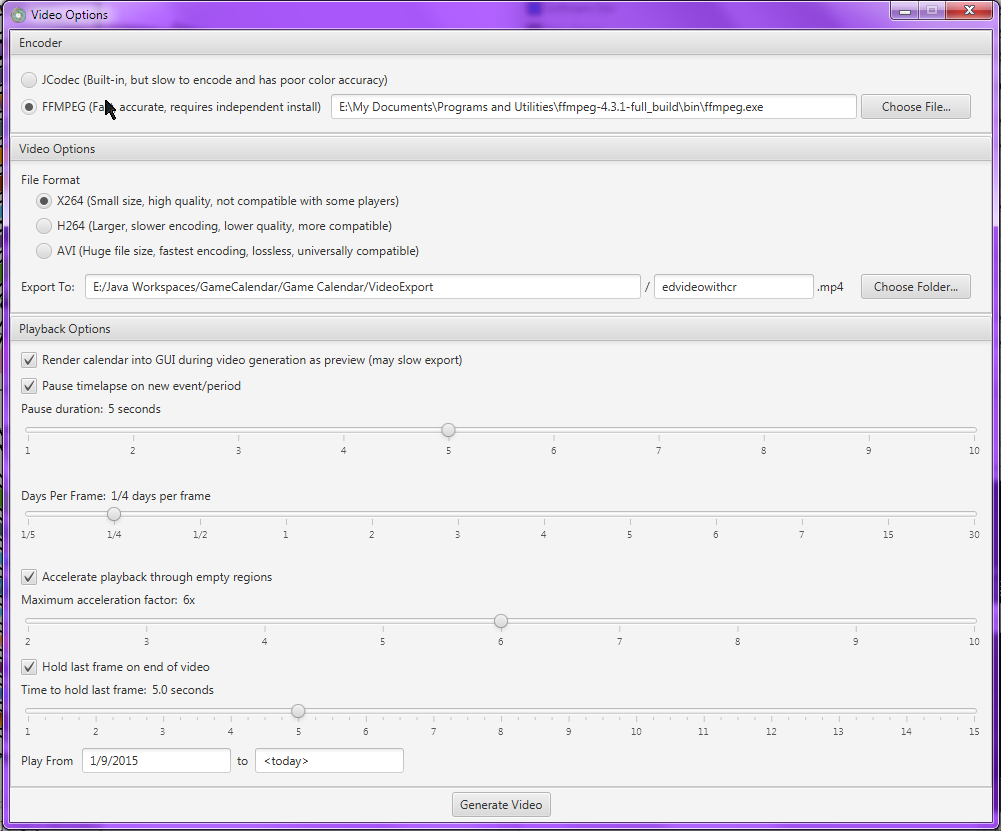 Video Options
Encoder
JCodec (Built-in, but slow to encode and has poor color accuracy)
FFMPEG (Fa accurate, requires independent install) E:\My Documents\Programs and Utilities\ffmpeg-4.3.1-full_build\bin\ffmpeg.exe Choose File...
Video Options
File Format
X264 (Small size, high quality, not compatible with some players)
H264 (Larger, slower encoding, lower quality, more compatible)
AVI (Huge file size, fastest encoding, lossless, universally compatible)
Export To: E:/Java Workspaces/GameCalendar/Game Calendar/VideoExport / edvideowithcr .mp4 Choose Folder...
Playback Options
Render calendar into GUI during video generation as preview (may slow export)
Pause timelapse on new event/period
Pause duration: 5 seconds
1 2 3 4 5 6 7 8 9 10
Days Per Frame: 1/4 days per frame
1/5 1/4 1/2 1 2 3 4 5 6 7 15 30
Accelerate playback through empty regions
Maximum acceleration factor: 6x
2 3 4 5 6 7 8 9 10
Hold last frame on end of video
Time to hold last frame: 5.0 seconds
1 2 3 4 5 6 7 8 9 10 11 12 13 14 15
Play From 1/9/2015 to <today>
Generate Video